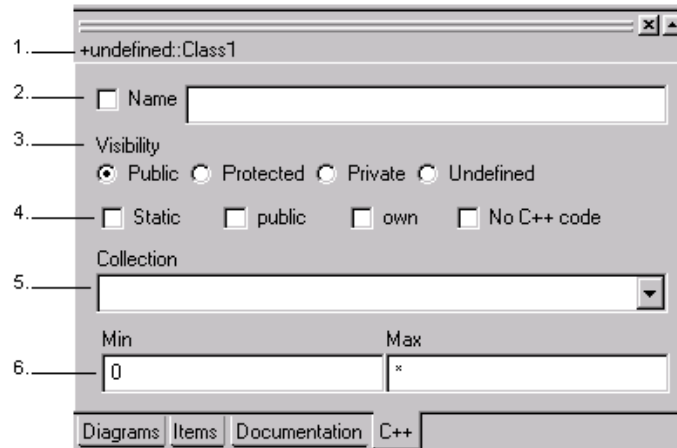 1. +undefined::Class1
2. Name
3. Visibility
Public Protected Private Undefined
4. Static public own No C++ code
Collection
5.
Min Max
6. 0 *
Diagrams Items Documentation C++